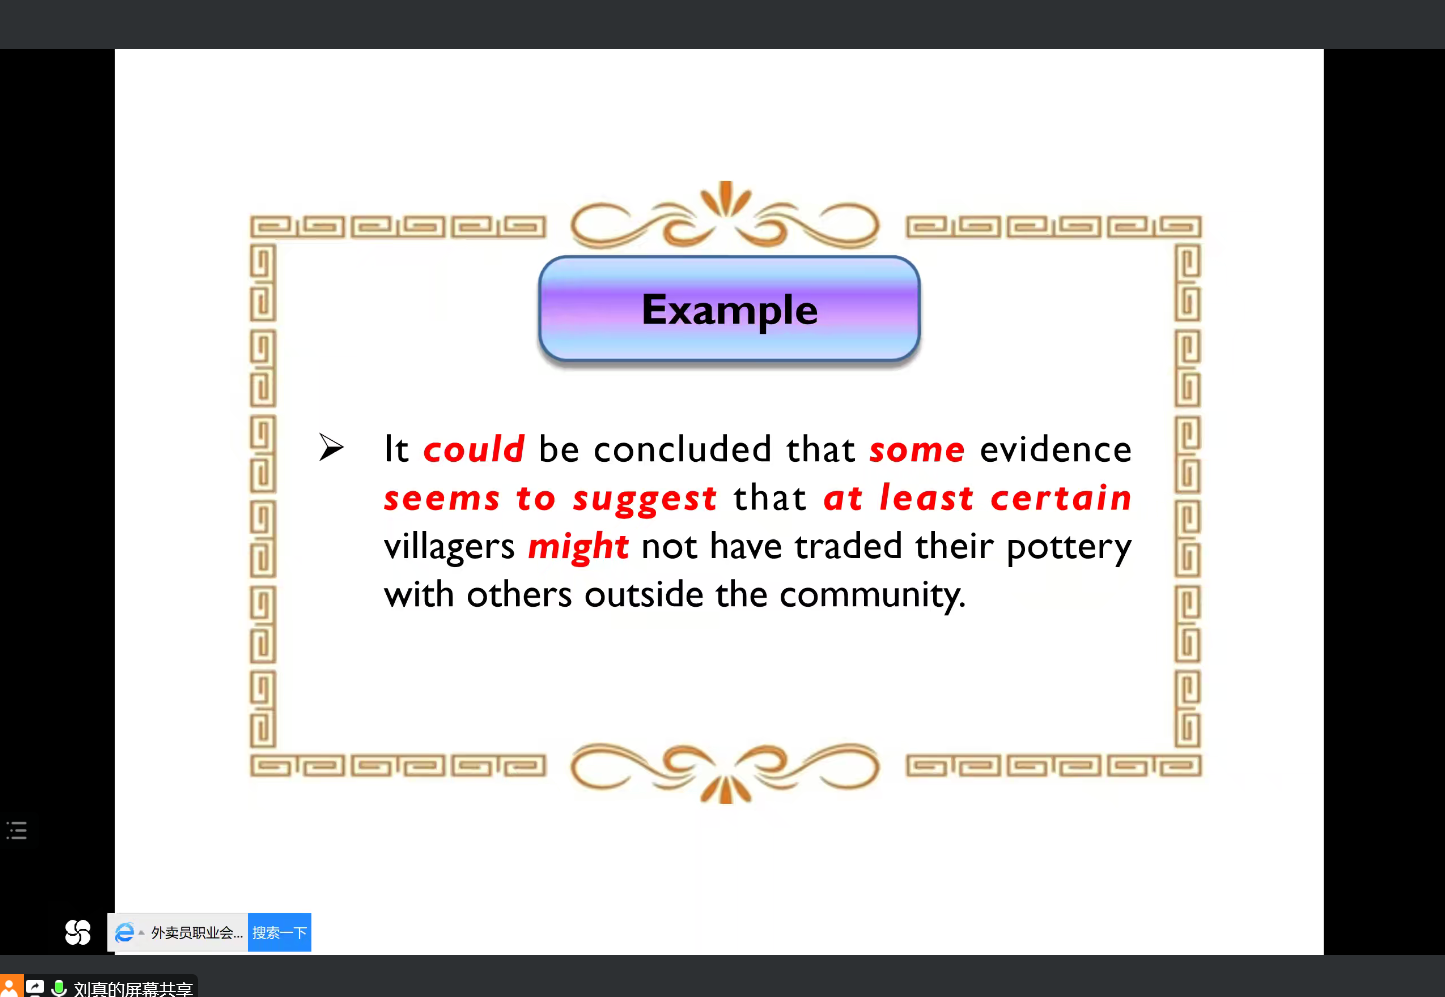 Example
➢ It could be concluded that some evidence
seems to suggest that at least certain
villagers might not have traded their pottery
with others outside the community.
外卖员职业会... 搜索一下
刘真的屏幕共享